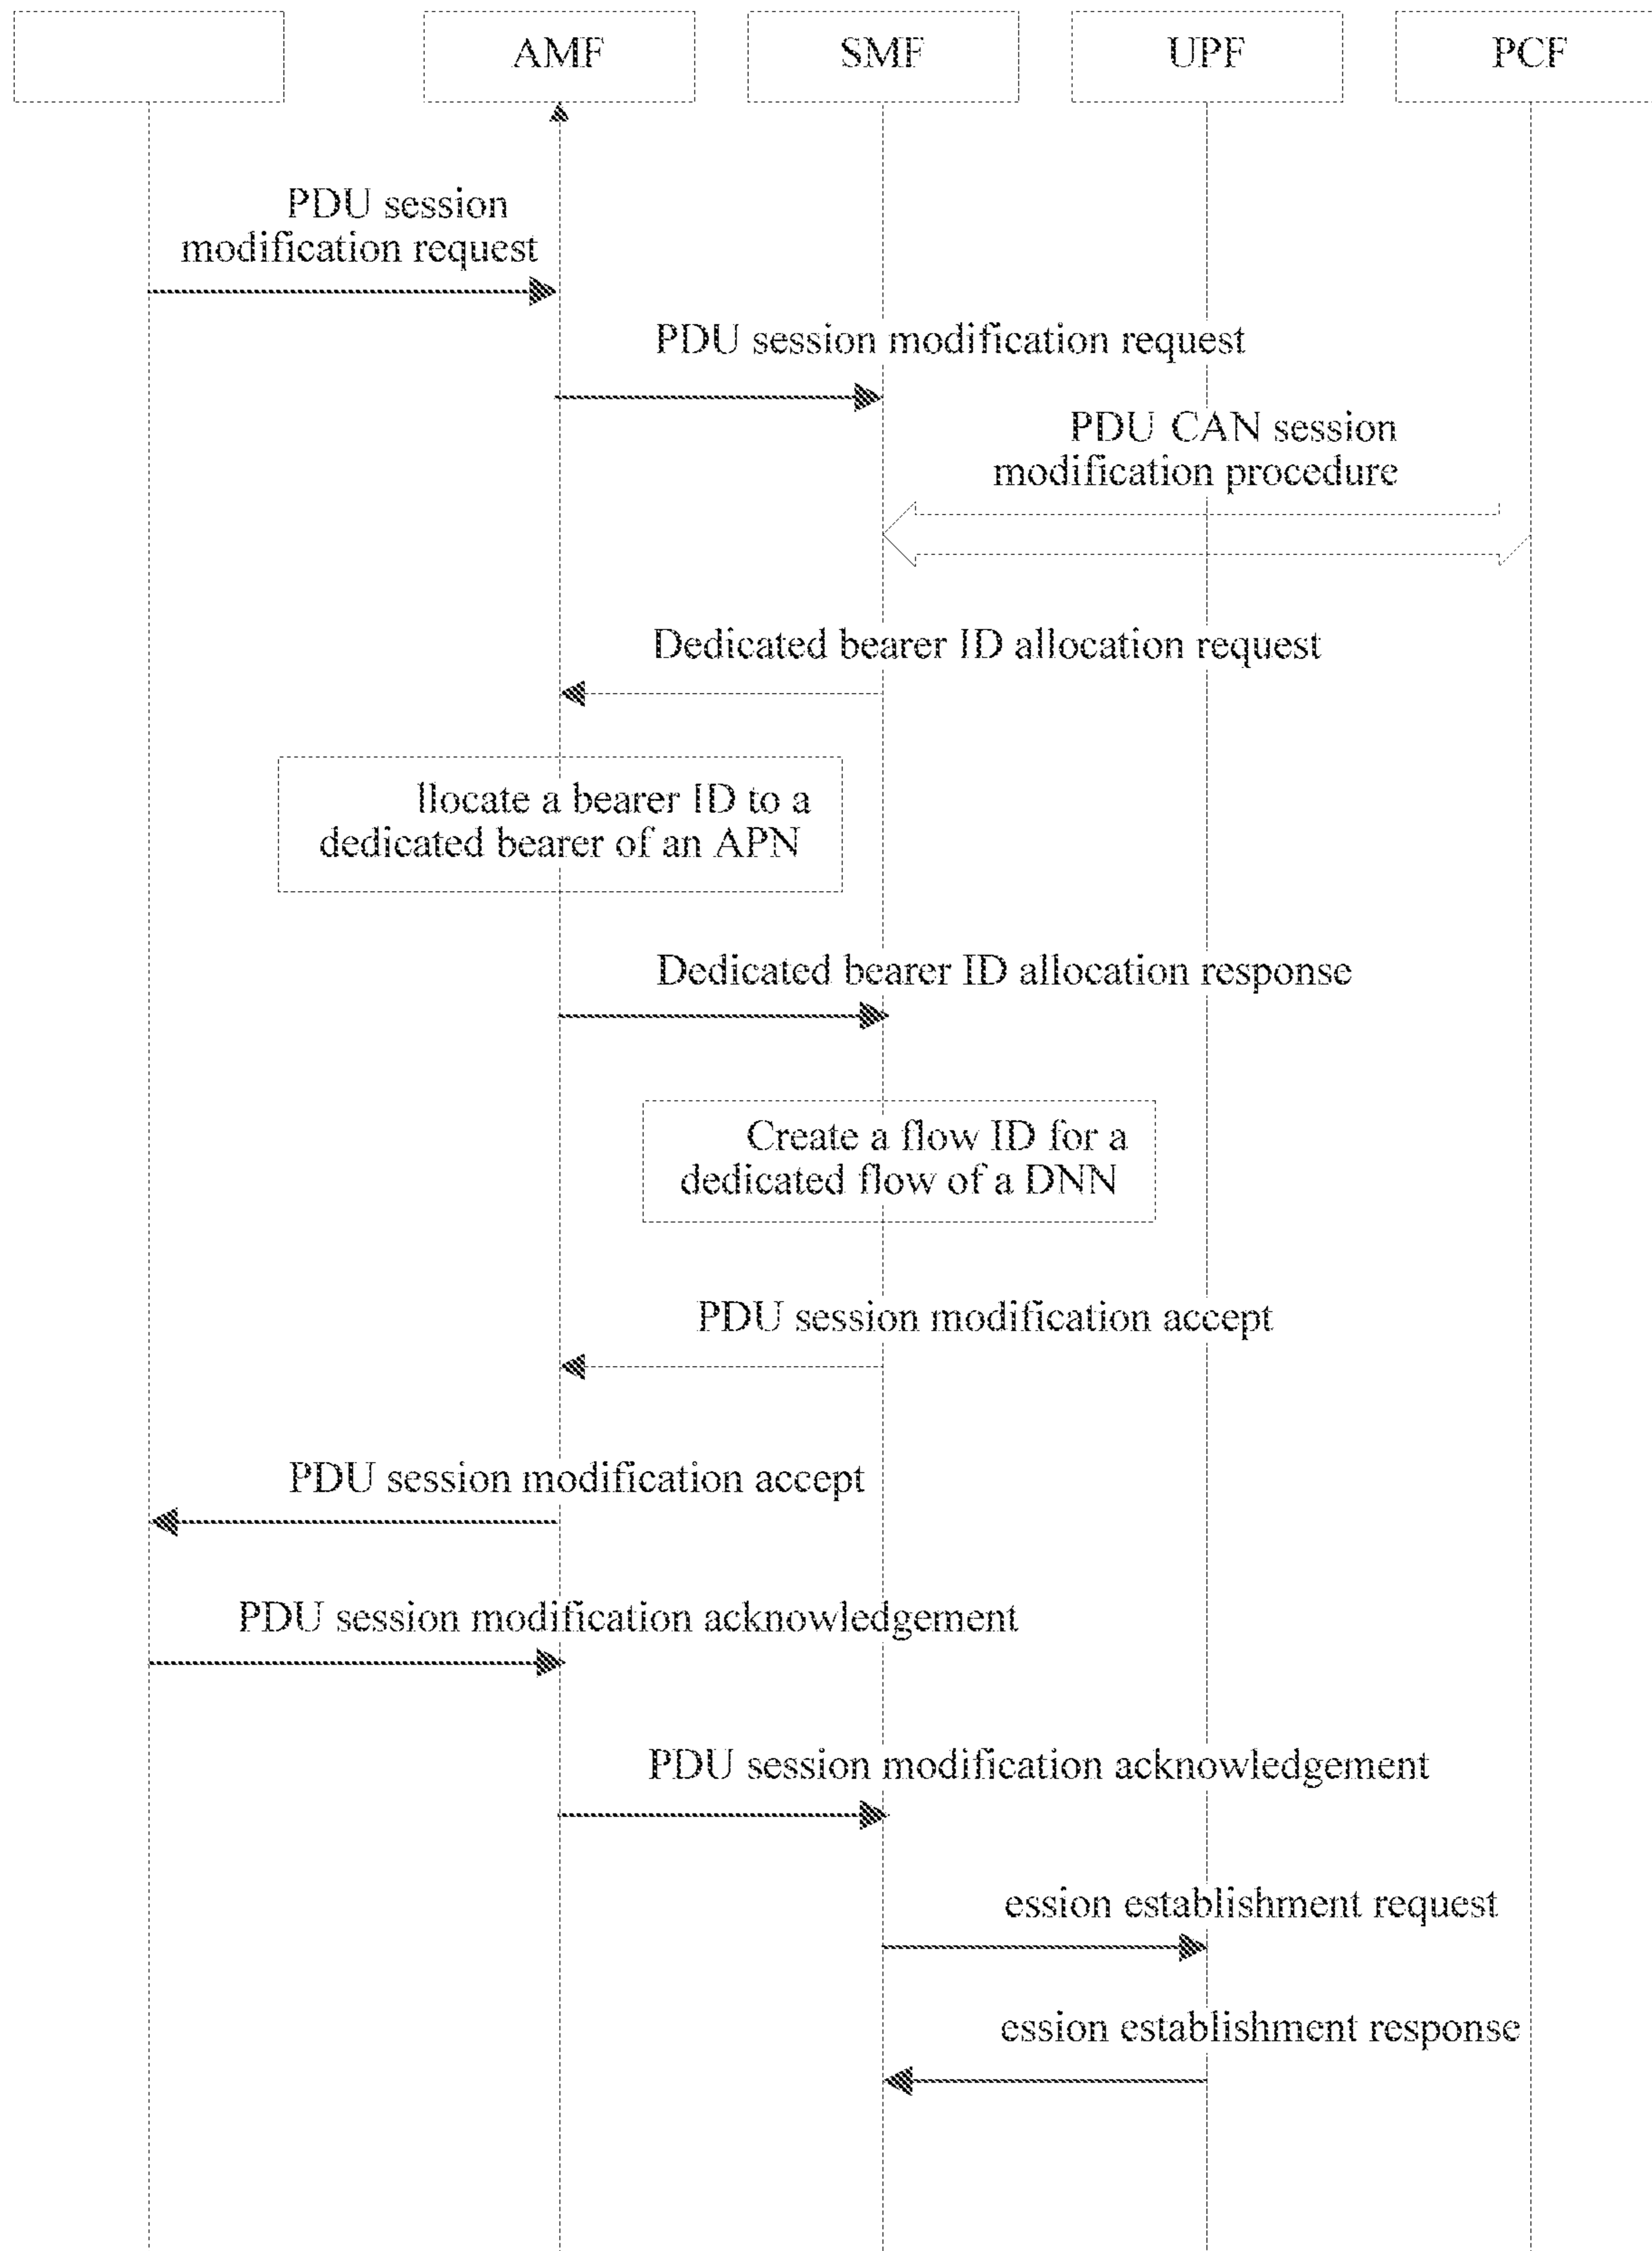 AMF
SMF
UPF
PCF
PDU session
modification request
PDU session modification request
PDU CAN session
modification procedure
Dedicated bearer ID allocation request
llocate a bearer ID to a
dedicated bearer of an APN
Dedicated bearer ID allocation response
Create a flow ID for a
dedicated flow of a DNN
PDU session modification accept
PDU session modification accept
PDU session modification acknowledgement
PDU session modification acknowledgement
ession establishment request
ession establishment response